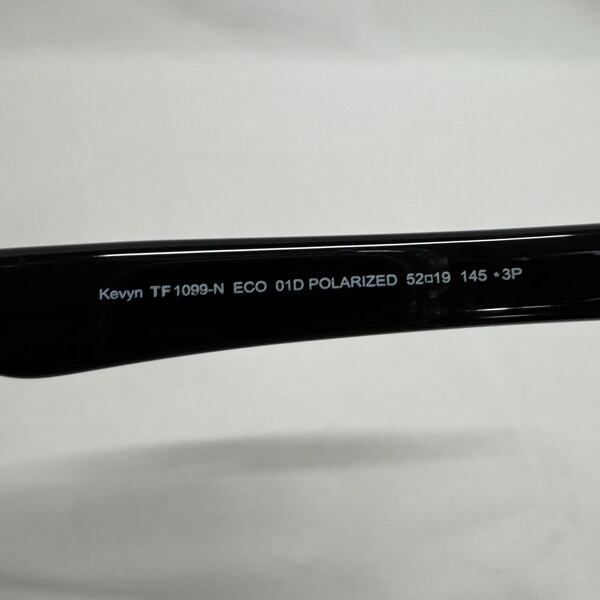 Kevyn TF1099-N ECO 01D POLARIZED 52□19 145 *3P